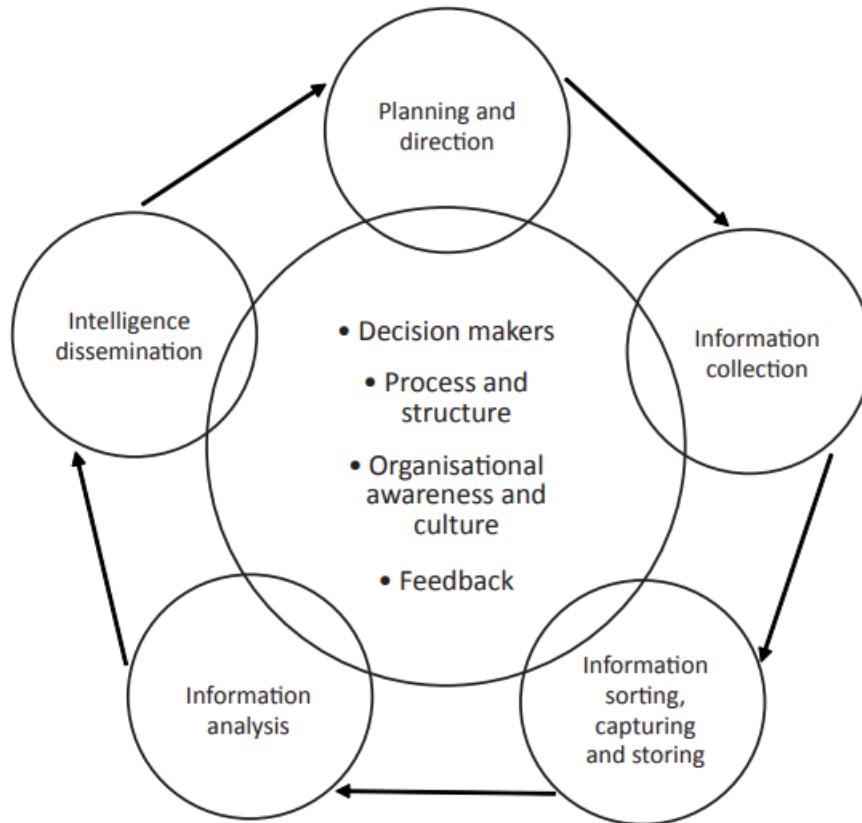 Planning and
direction
Information
collection
Information
sorting,
capturing
and storing
Information
analysis
Intelligence
dissemination
• Decision makers
• Process and
structure
• Organisational
awareness and
culture
• Feedback